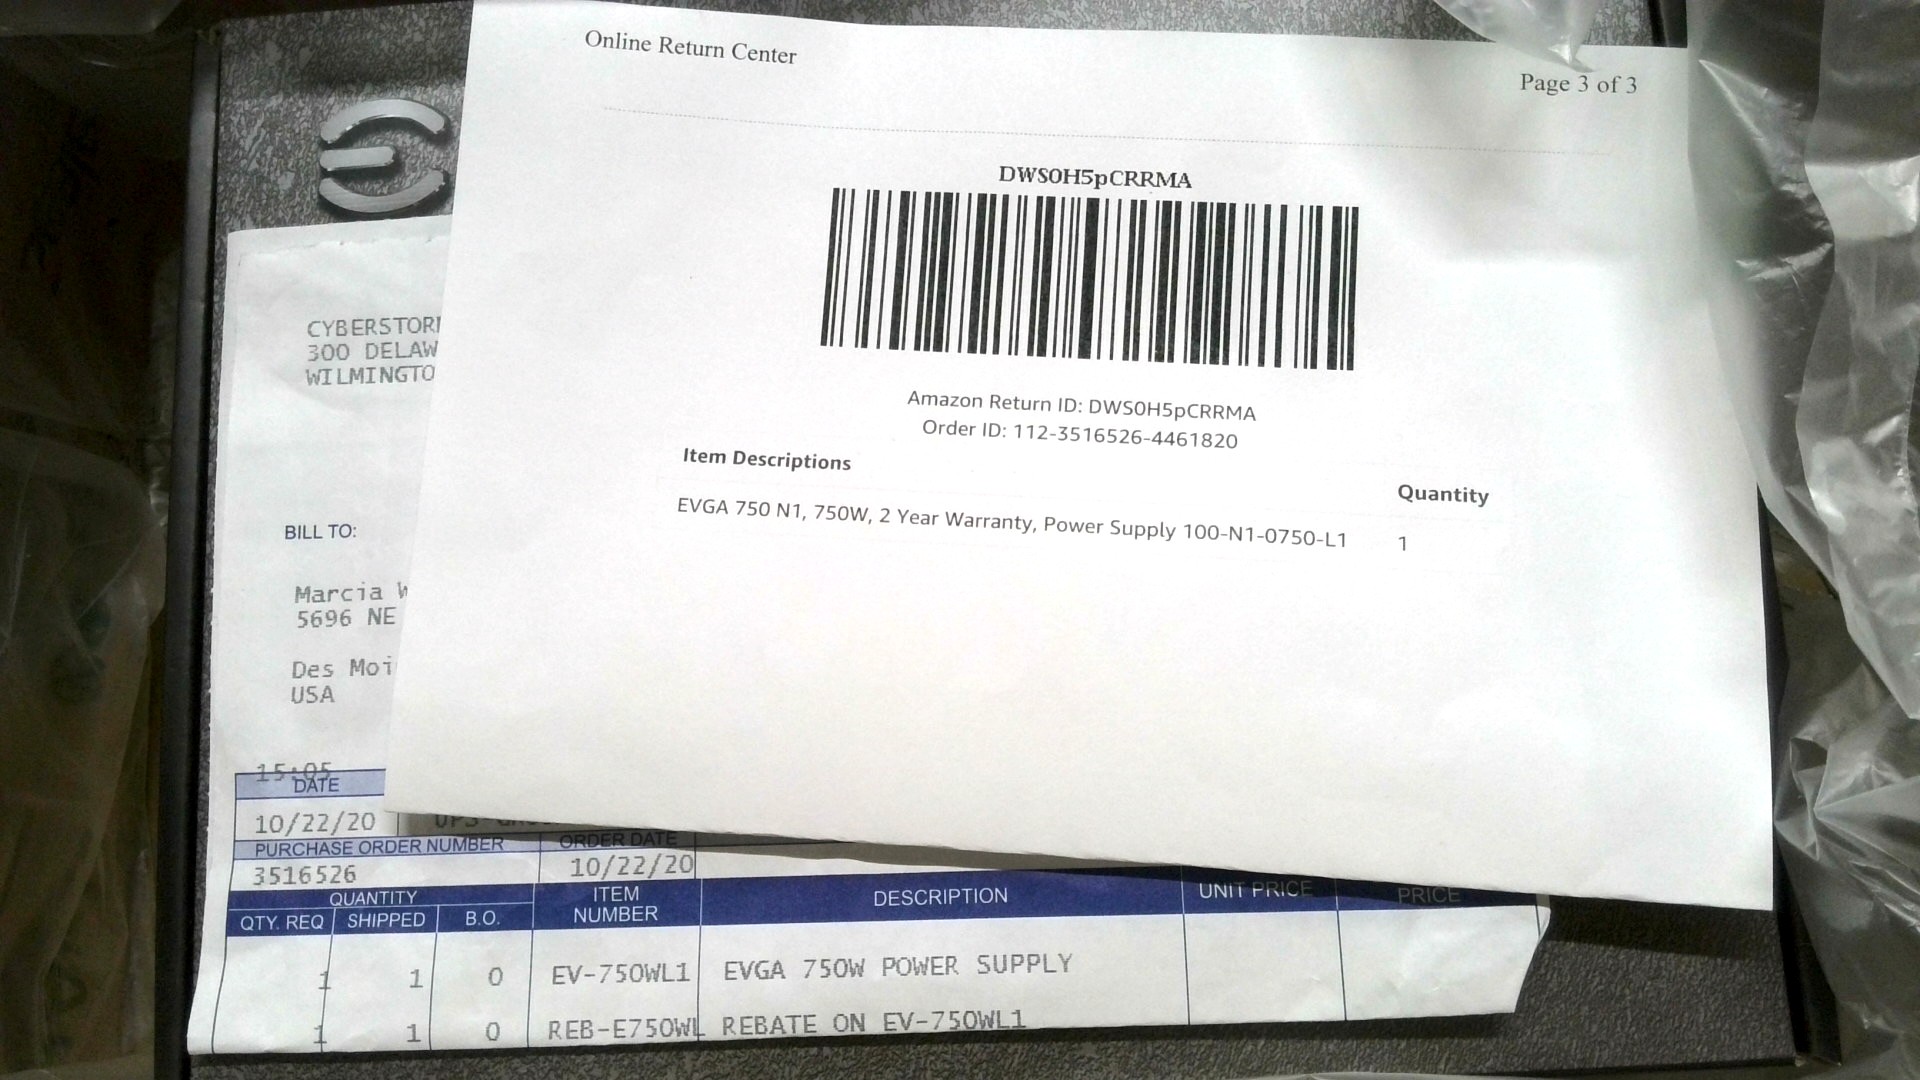 Online Return Center
Page 3 of 3
DWS0H5pCRRMA
Amazon Return ID: DWS0H5pCRRMA
Order ID: 112-3516526-4461820
Item Descriptions
Quantity
EVGA 750 N1, 750W, 2 Year Warranty, Power Supply 100-N1-0750-L1
1
CYBERSTOR
300 DELAW
WILMINGTO
BILL TO:
Marcia W
5696 NE
Des Moi
USA
15:05
DATE
10/22/20
PURCHASE ORDER NUMBER
ORDER DATE
3516526
10/22/20
QUANTITY
QTY. REQ SHIPPED B.O.
ITEM NUMBER
DESCRIPTION
UNIT PRICE
PRICE
1 1 0 EV-750WL1 EVGA 750W POWER SUPPLY
1 1 0 REB-E750WL REBATE ON EV-750WL1